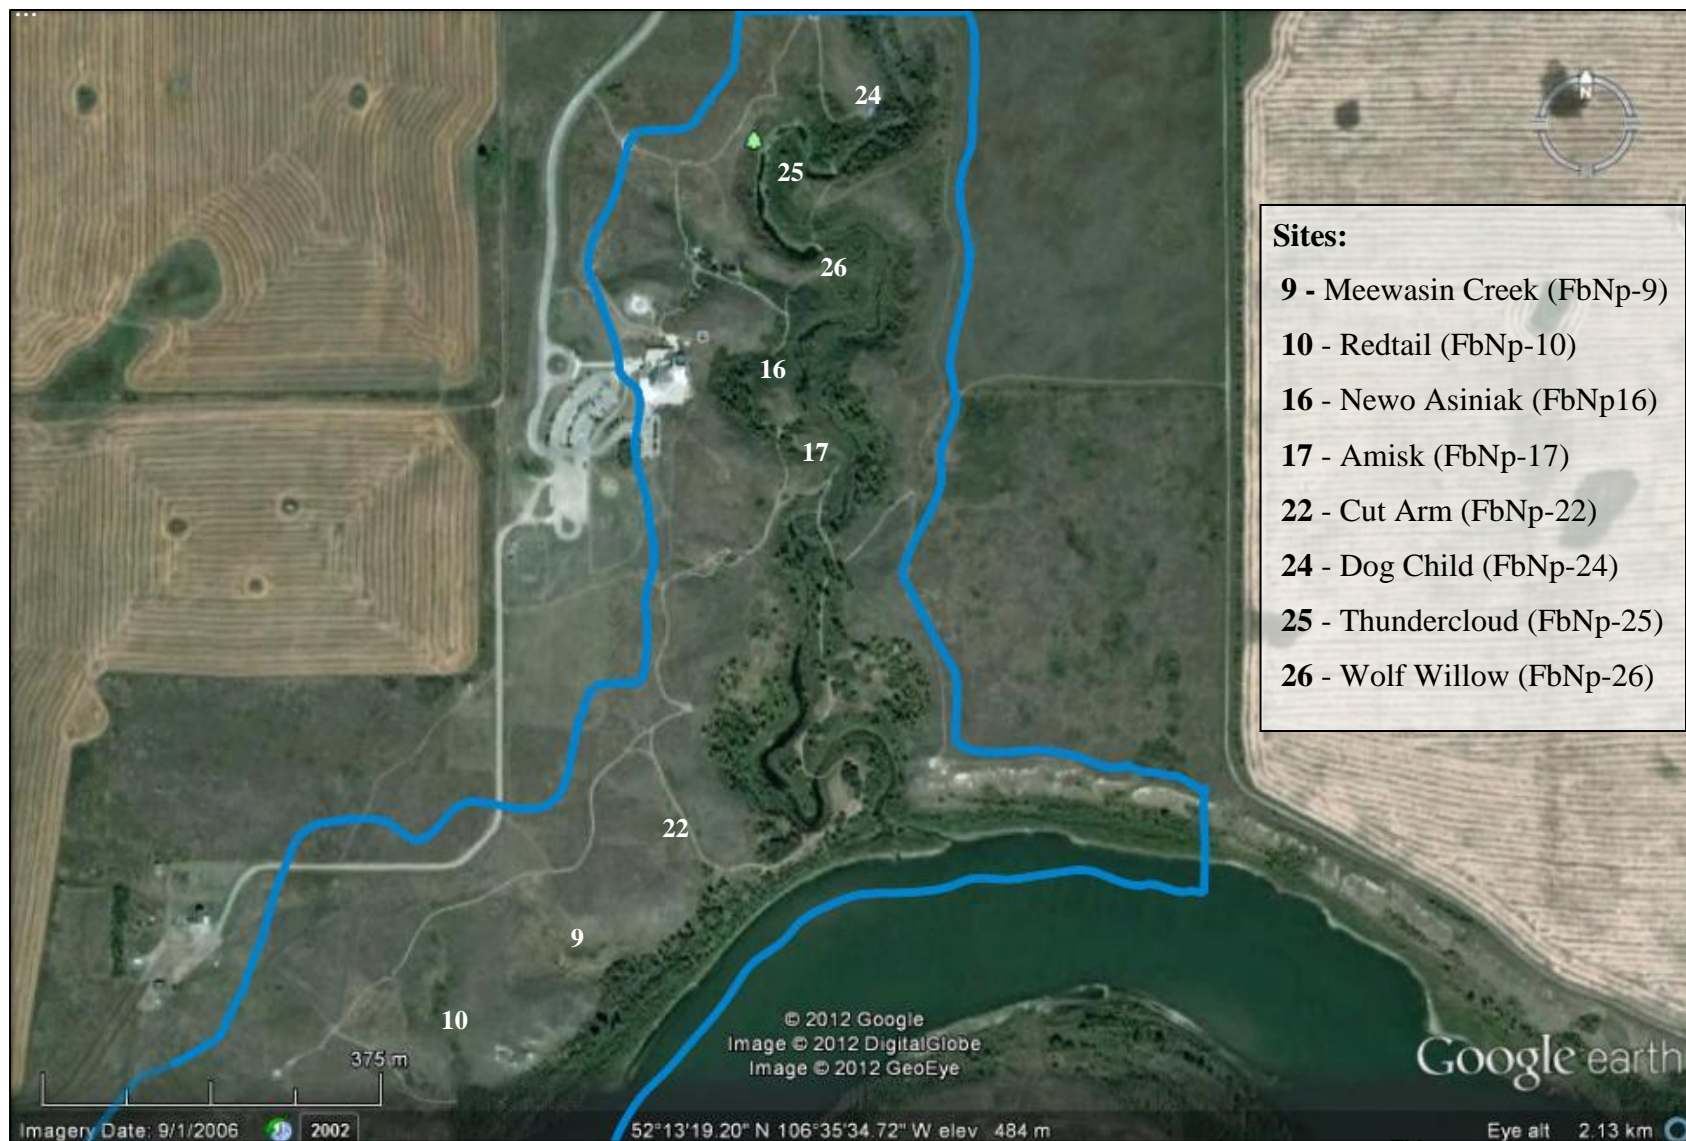 ...
24
N
25
Sites:
26
9 - Meewasin Creek (FbNp-9)
10 - Redtail (FbNp-10)
16
16 - Newo Asiniak (FbNp16)
17
17 - Amisk (FbNp-17)
22 - Cut Arm (FbNp-22)
24 - Dog Child (FbNp-24)
25 - Thundercloud (FbNp-25)
26 - Wolf Willow (FbNp-26)
22
9
10
© 2012 Google
Image © 2012 DigitalGlobe
Image © 2012 GeoEye
375 m
Google earth
Imagery Date: 9/1/2006 2002 52°13'19.20" N 106°35'34.72" W elev 484 m Eye alt 2.13 km